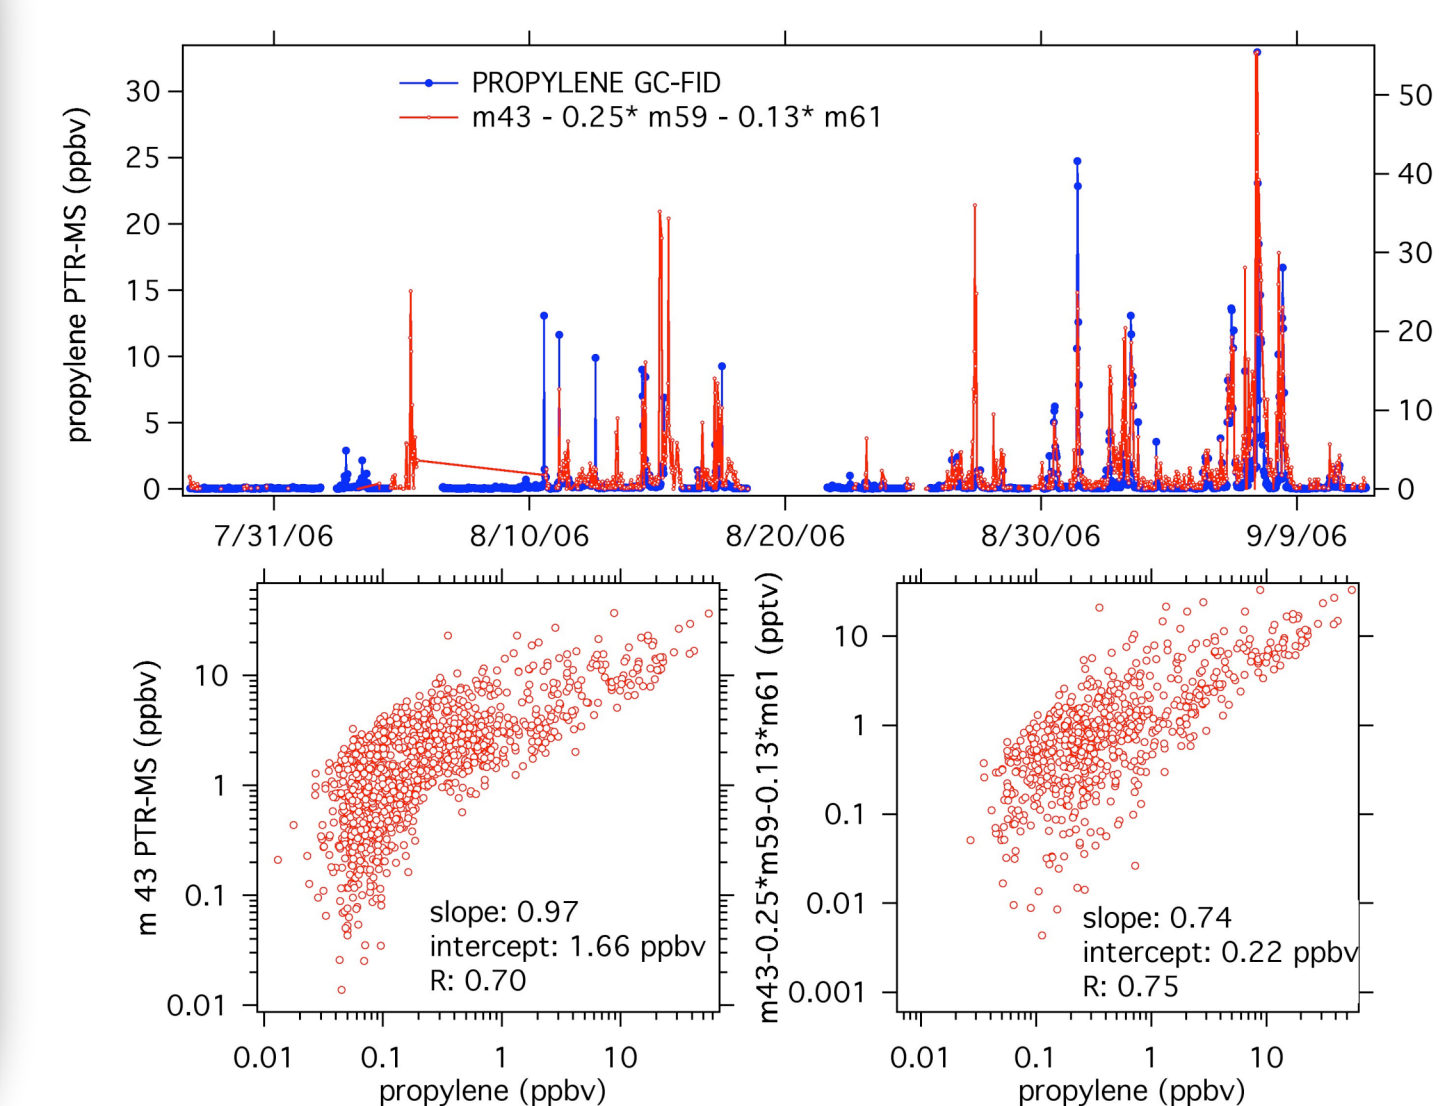 PROPYLENE GC-FID
m43 - 0.25* m59 - 0.13* m61
propylene PTR-MS (ppbv)
30
25
20
15
10
5
0
50
40
30
20
10
0
7/31/06
8/10/06
8/20/06
8/30/06
9/9/06
m 43 PTR-MS (ppbv)
10
1
0.1
0.01
slope: 0.97
intercept: 1.66 ppbv
R: 0.70
0.01
0.1
1
10
propylene (ppbv)
m43-0.25*m59-0.13*m61 (pptv)
10
1
0.1
0.01
0.001
slope: 0.74
intercept: 0.22 ppbv
R: 0.75
0.01
0.1
1
10
propylene (ppbv)